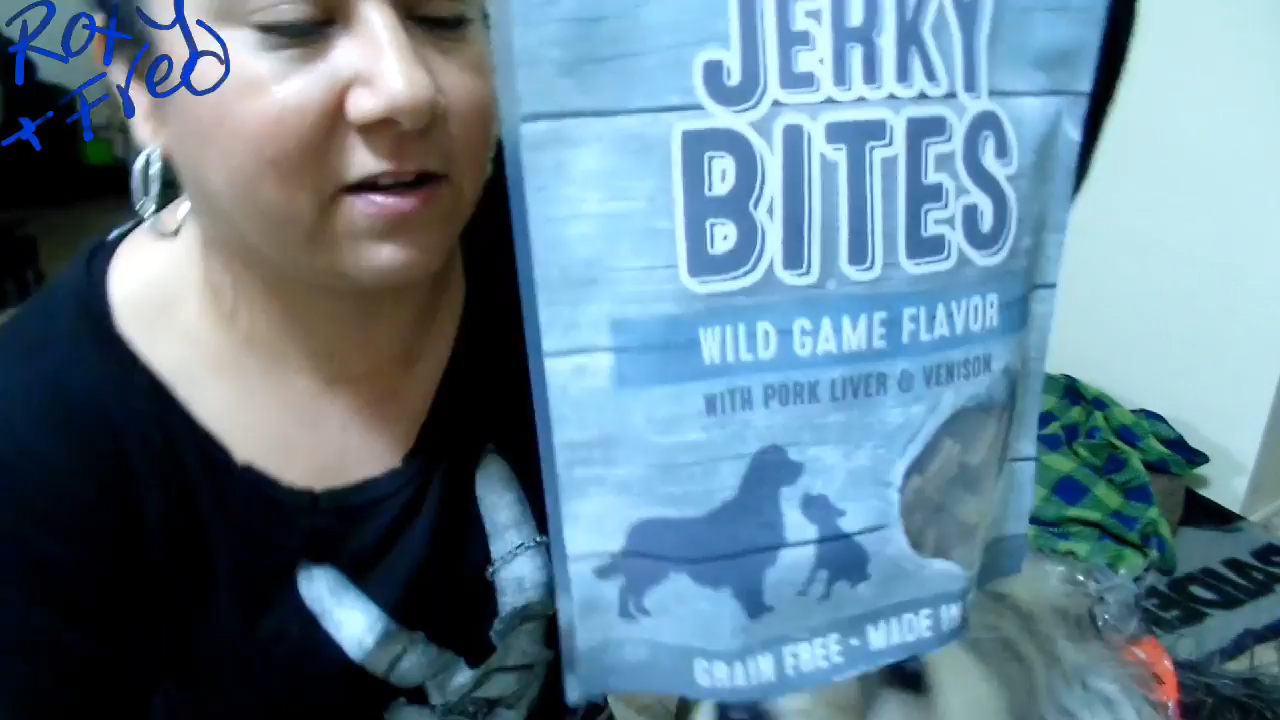 Roxy
+ Fred
JERKY
BITES
WILD GAME FLAVOR
WITH PORK LIVER & VENISON
GRAIN FREE - MADE IN